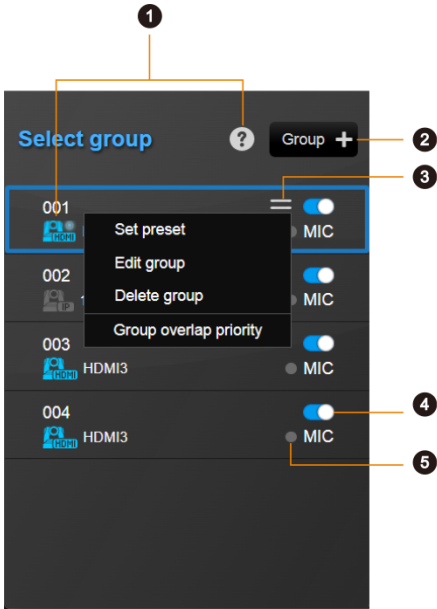 1
Select group
?
Group +
2
3
001
HDMI
MIC
Set preset
Edit group
Delete group
Group overlap priority
002
IP
MIC
003
HDMI
HDMI3
MIC
004
HDMI
HDMI3
MIC
4
5